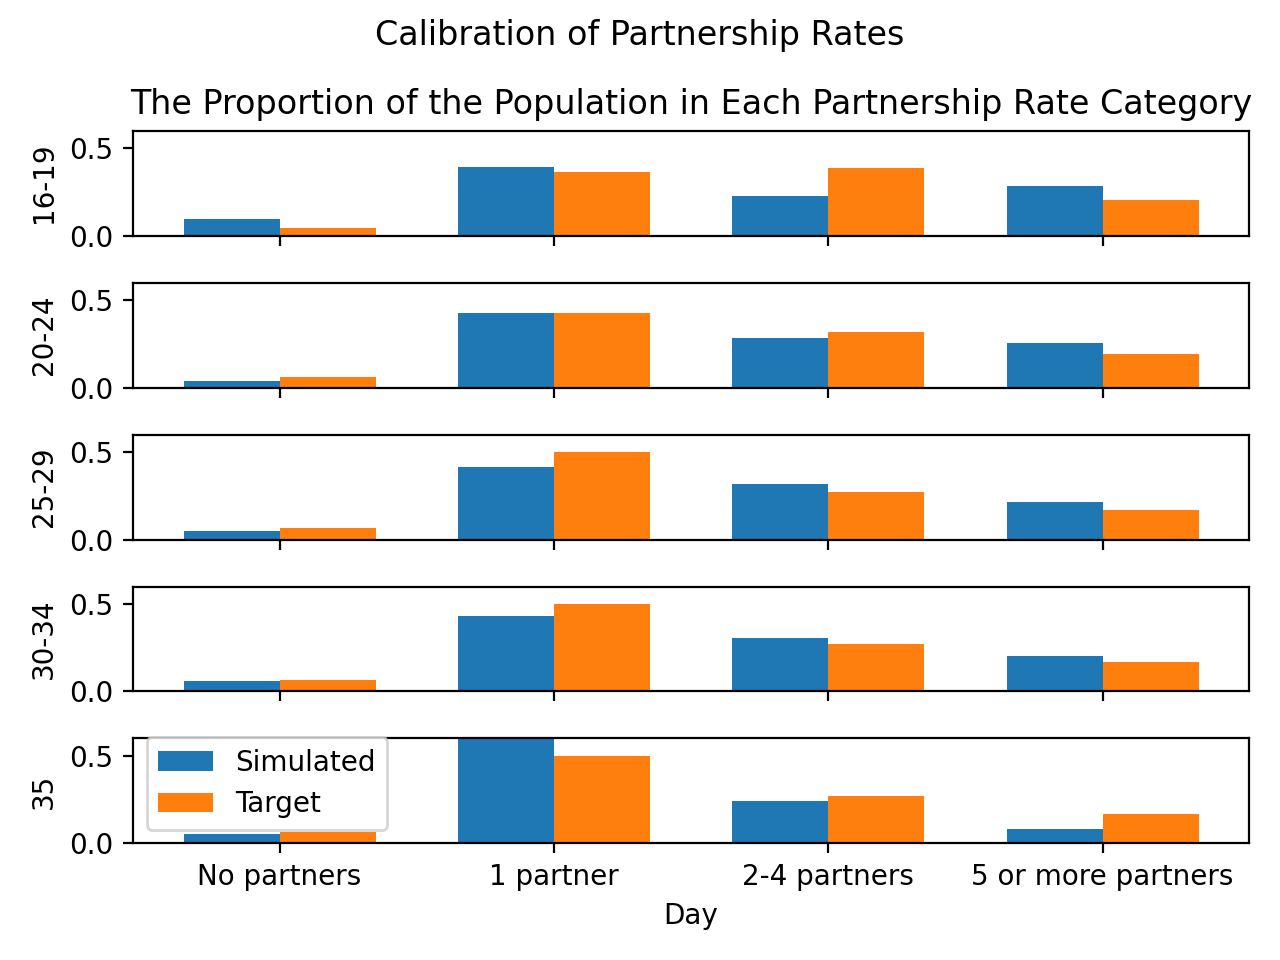 Calibration of Partnership Rates
The Proportion of the Population in Each Partnership Rate Category
0.5
0.0
16-19
0.5
0.0
20-24
0.5
0.0
25-29
0.5
0.0
30-34
0.5
0.0
35
Simulated
Target
No partners
1 partner
2-4 partners
5 or more partners
Day